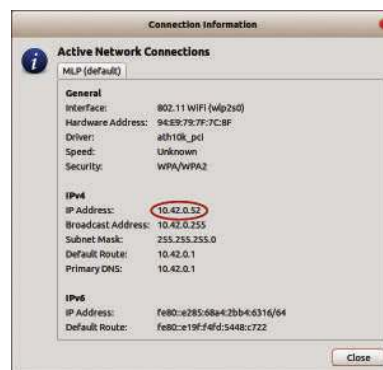 Connection Information
Active Network Connections
MLP (default)
General
Interface: 802.11 WiFi (wlp2s0)
Hardware Address: 94:E9:79:7F:7C:8F
Driver: ath10k_pci
Speed: Unknown
Security: WPA/WPA2
IPv4
IP Address: 10.42.0.52
Broadcast Address: 10.42.0.255
Subnet Mask: 255.255.255.0
Default Route: 10.42.0.1
Primary DNS: 10.42.0.1
IPv6
IP Address: fe80::e285:68a4:2bb4:6316/64
Default Route: fe80::e19f:f4fd:5448:c722
Close